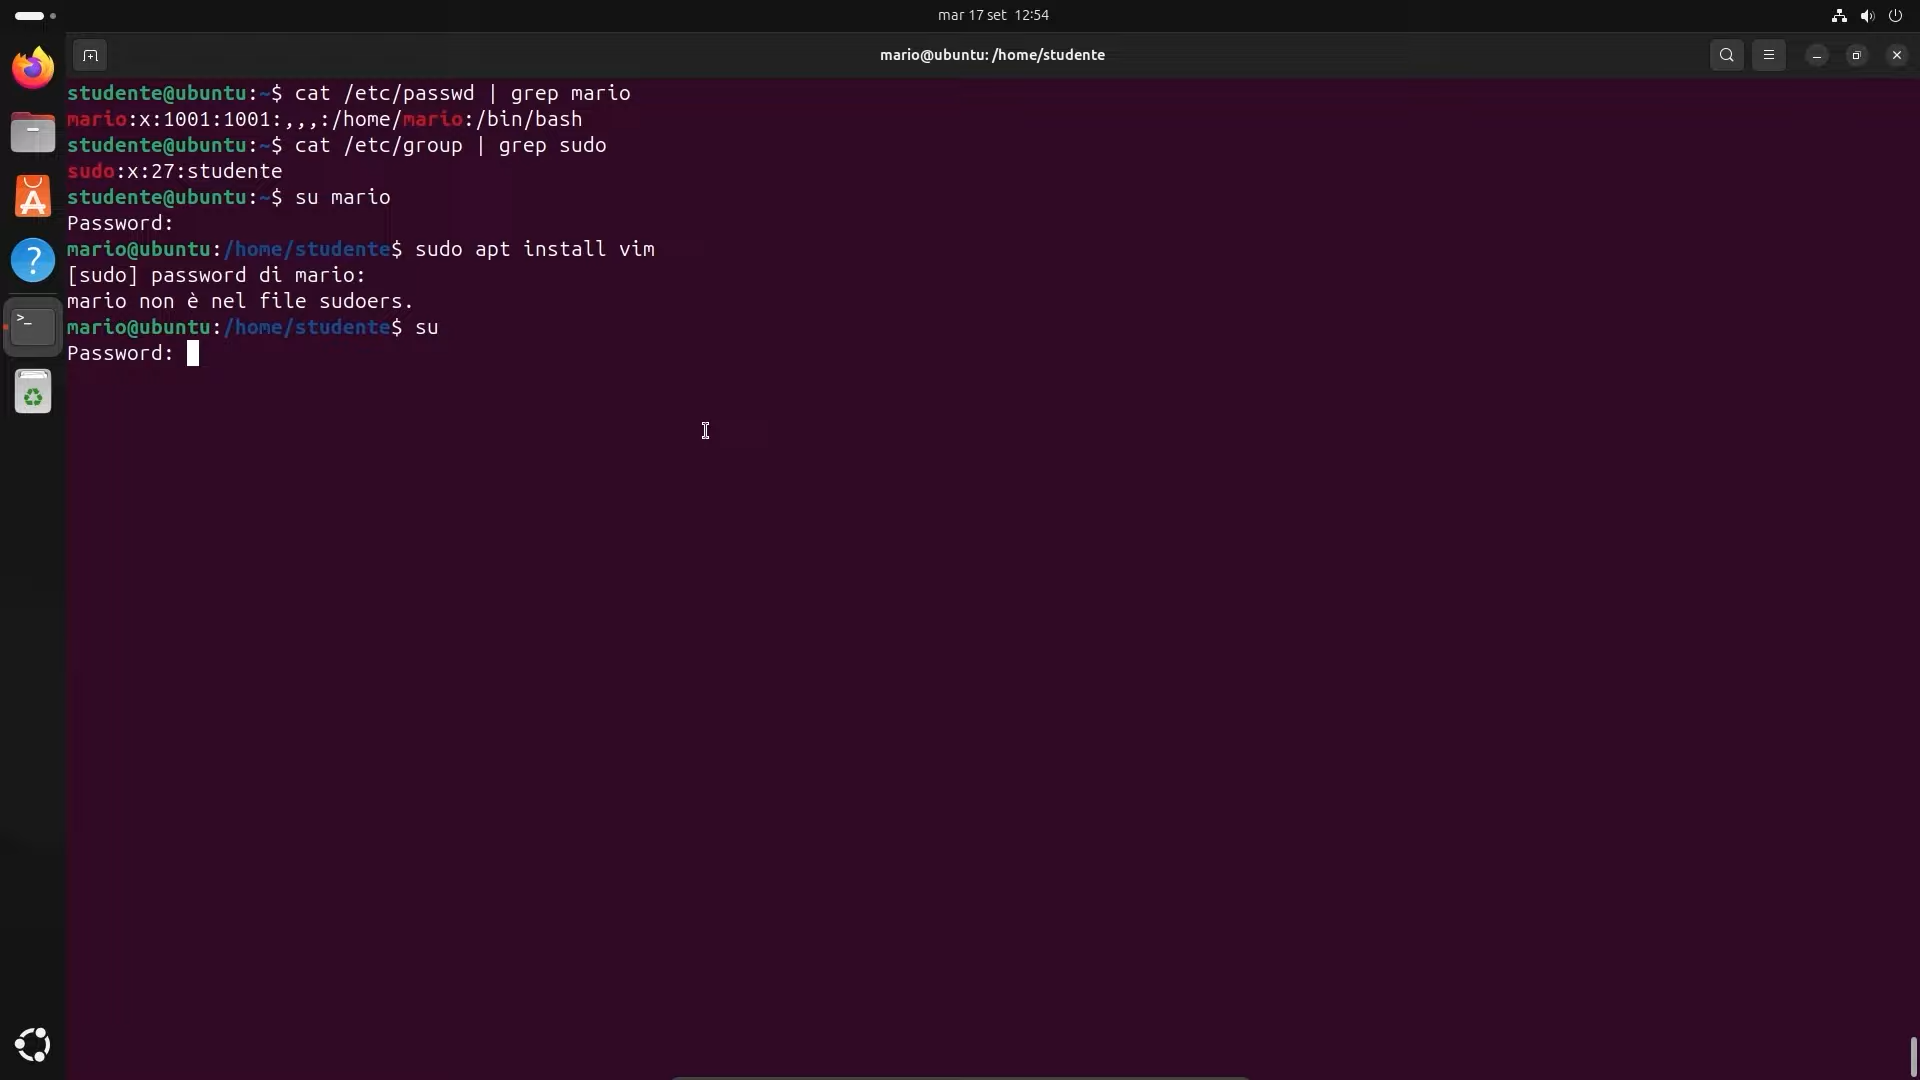 mar 17 set 12:54
mario@ubuntu: /home/studente
studente@ubuntu:~$ cat /etc/passwd | grep mario
mario:x:1001:1001:,,,:/home/mario:/bin/bash
studente@ubuntu:~$ cat /etc/group | grep sudo
sudo:x:27:studente
studente@ubuntu:~$ su mario
Password:
mario@ubuntu:/home/studente$ sudo apt install vim
[sudo] password di mario:
mario non è nel file sudoers.
mario@ubuntu:/home/studente$ su
Password: